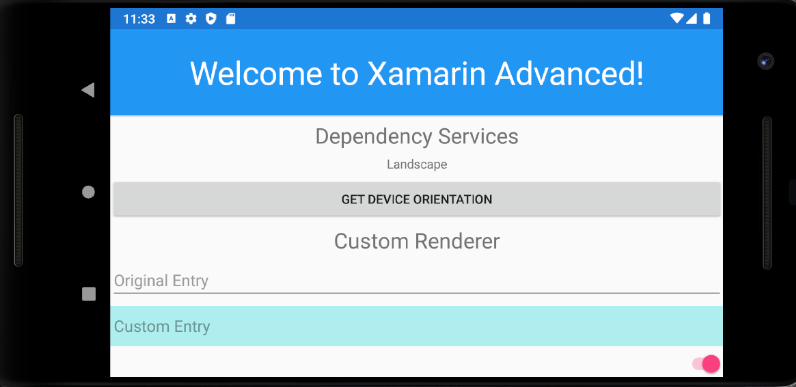 11:33
Welcome to Xamarin Advanced!
Dependency Services
Landscape
GET DEVICE ORIENTATION
Custom Renderer
Original Entry
Custom Entry